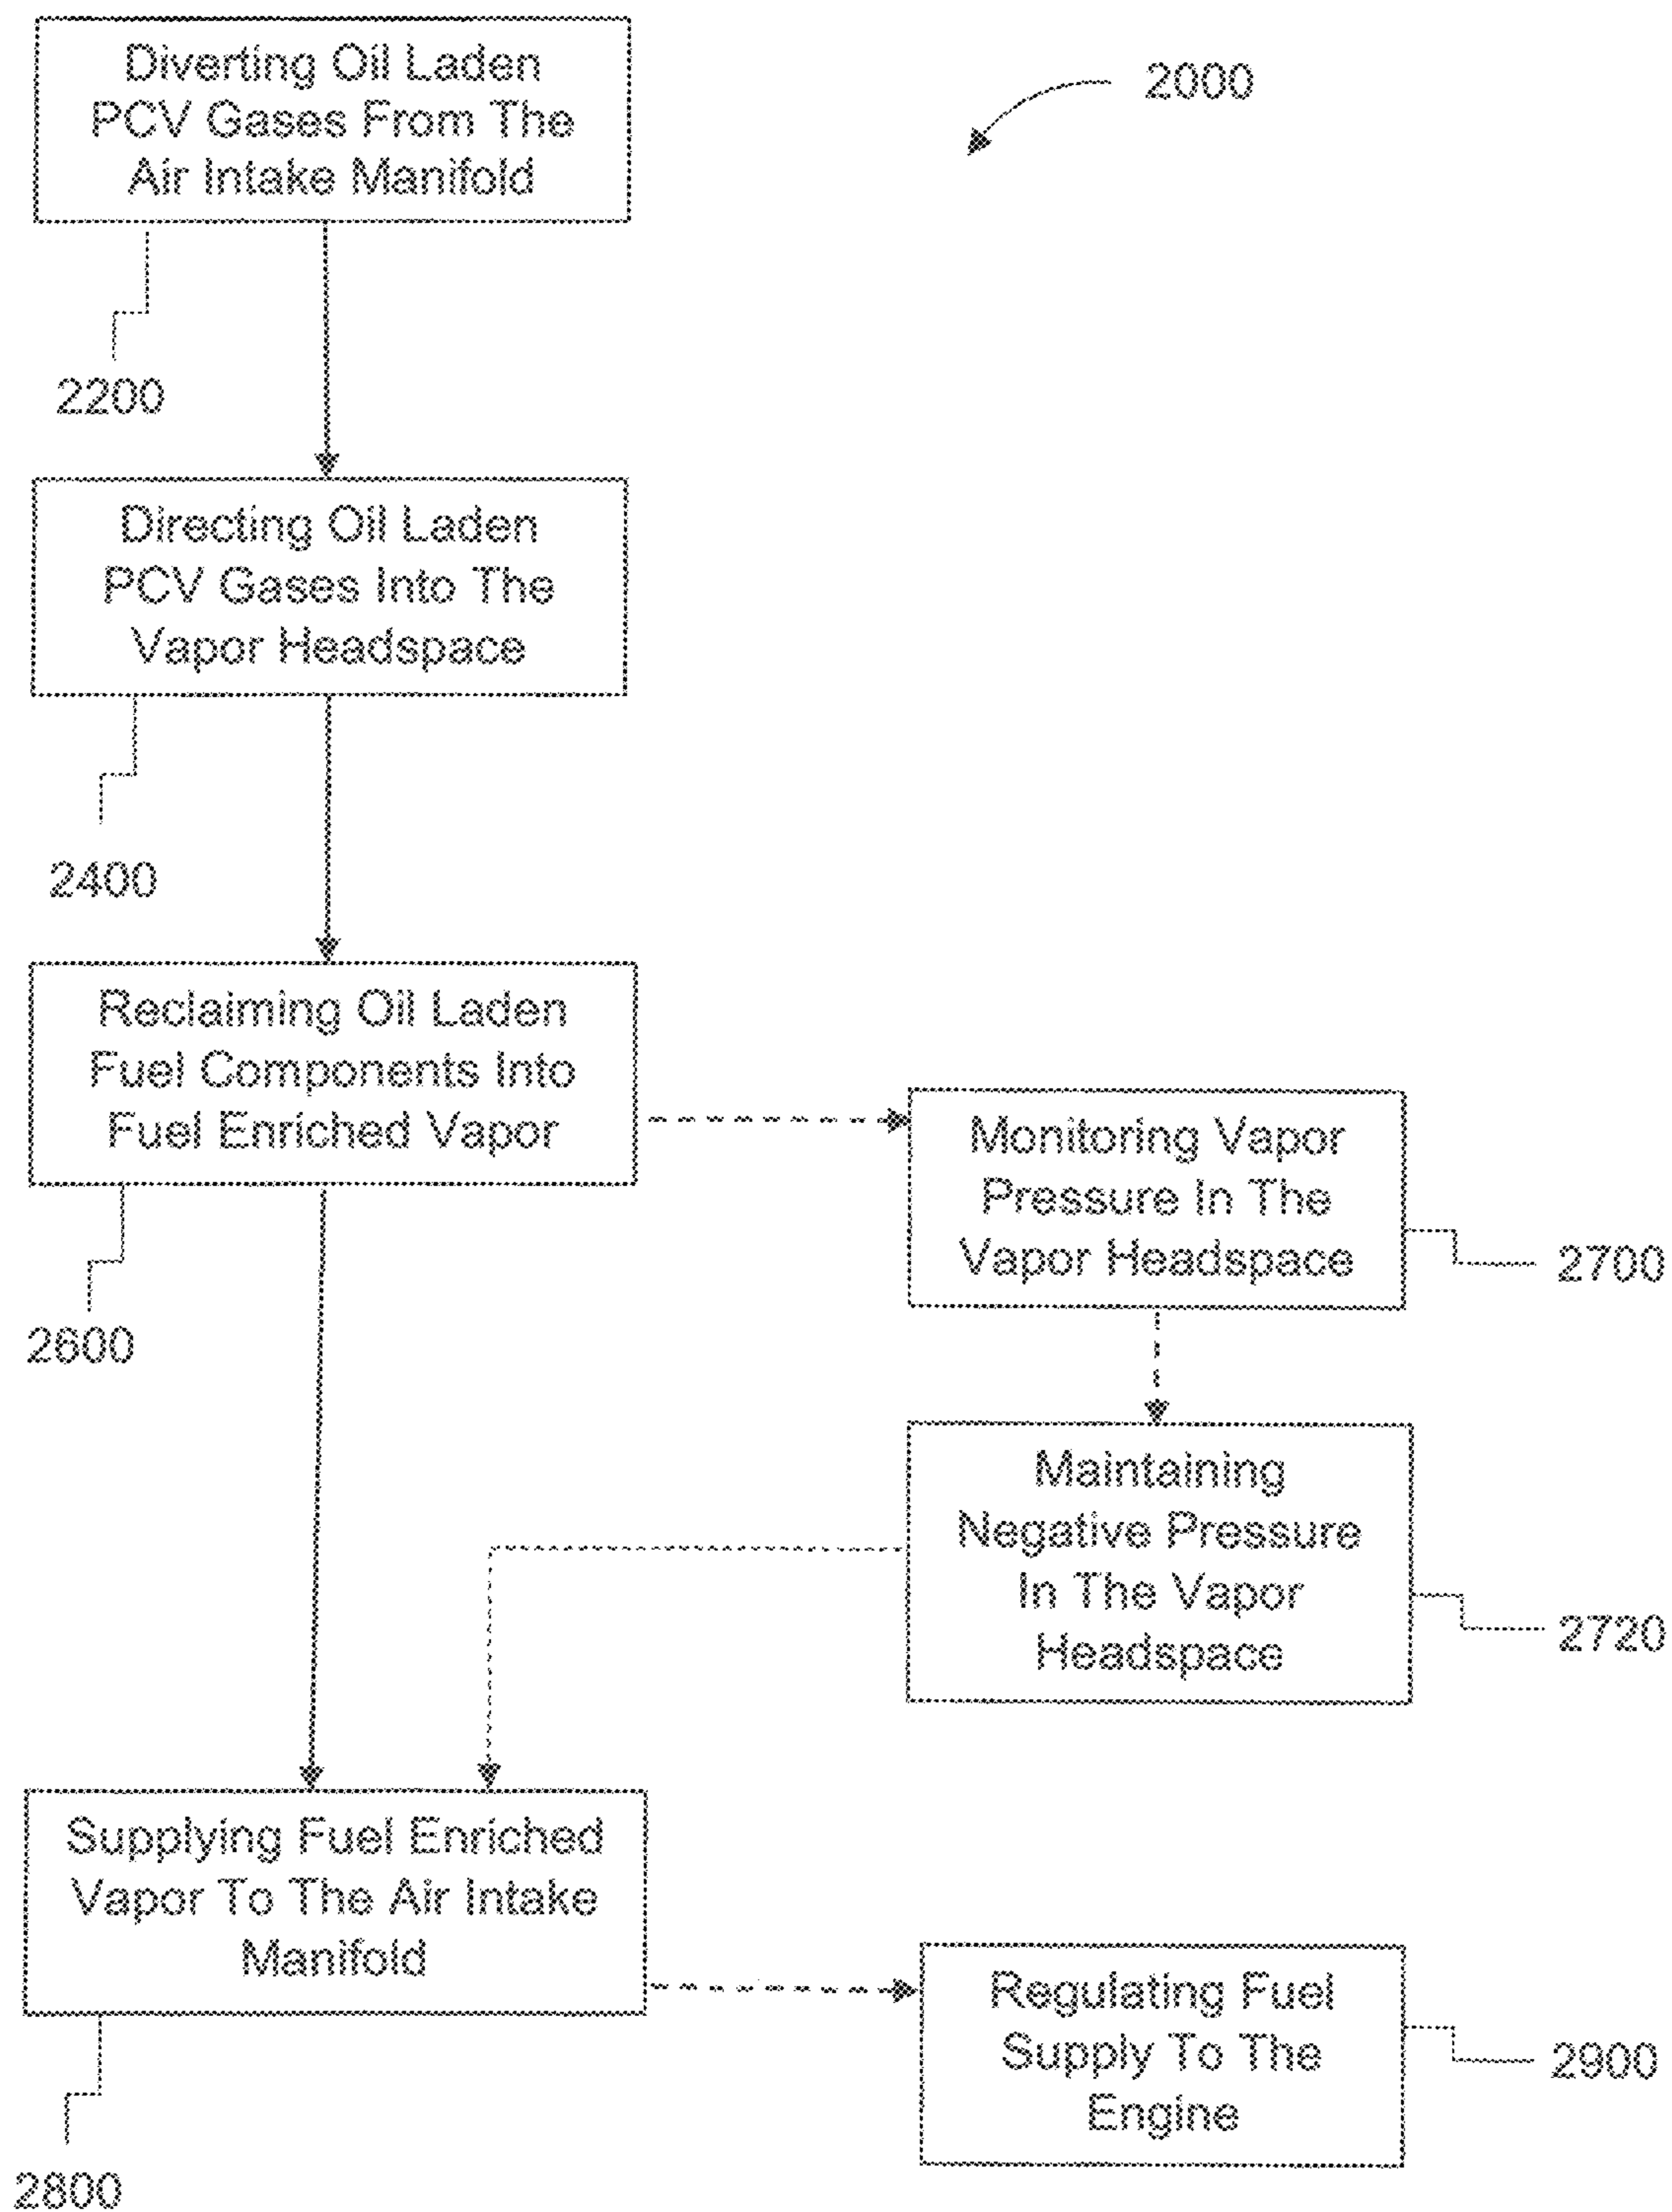 Diverting Oil Laden
PCV Gases From The
Air Intake Manifold
2000
2200
Directing Oil Laden
PCV Gases Into The
Vapor Headspace
2400
Reclaiming Oil Laden
Fuel Components Into
Fuel Enriched Vapor
2600
Monitoring Vapor
Pressure In The
Vapor Headspace
2700
Maintaining
Negative Pressure
In The Vapor
Headspace
2720
Supplying Fuel Enriched
Vapor To The Air Intake
Manifold
2800
Regulating Fuel
Supply To The
Engine
2900